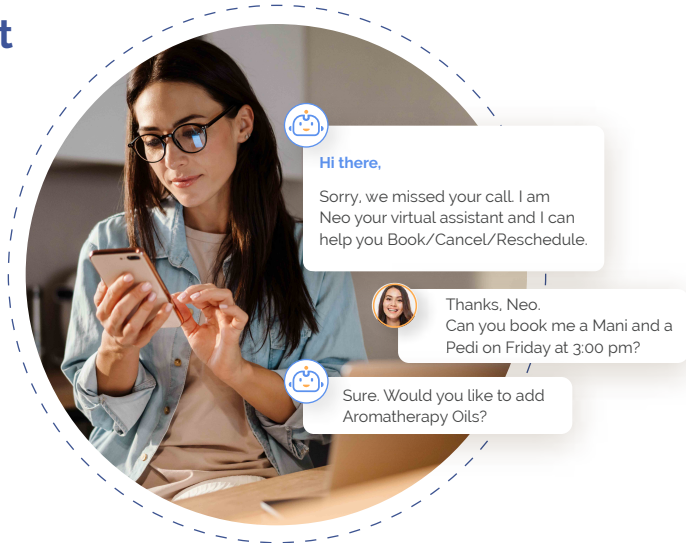 t
Hi there,
Sorry, we missed your call. I am
Neo your virtual assistant and I can
help you Book/Cancel/Reschedule.
Thanks, Neo.
Can you book me a Mani and a
Pedi on Friday at 3:00 pm?
Sure. Would you like to add
Aromatherapy Oils?